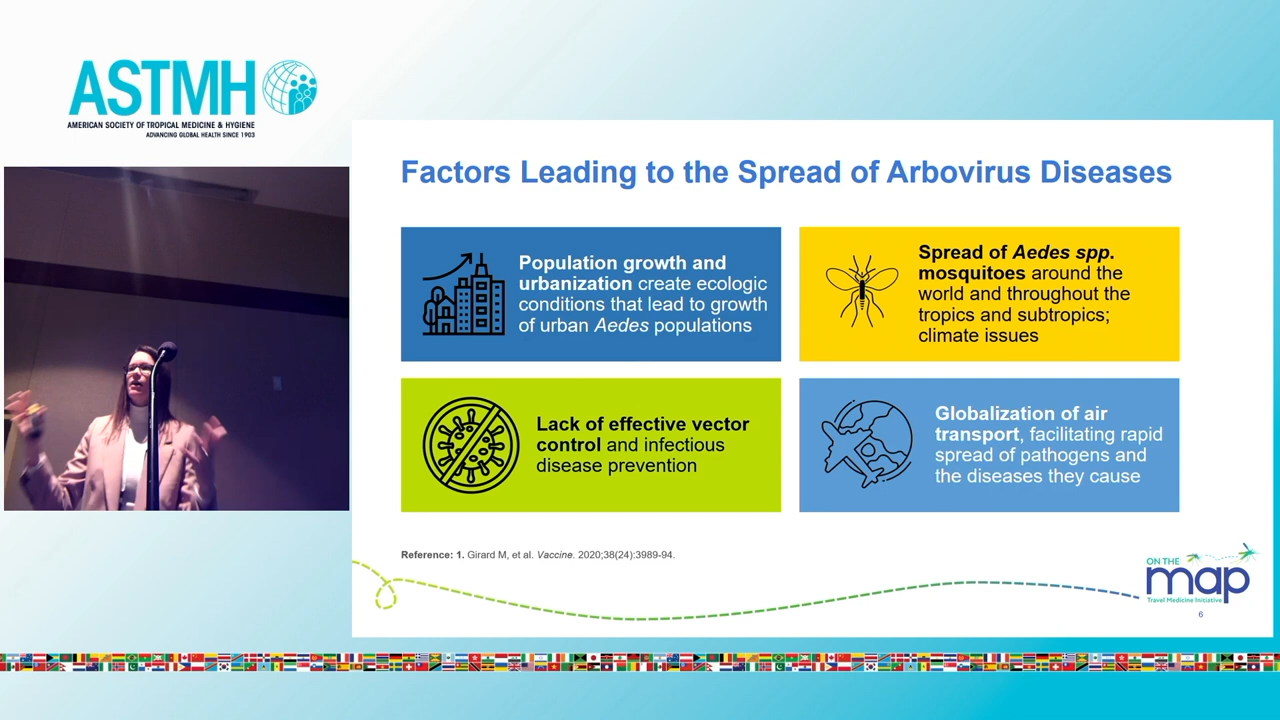 ASTMH
AMERICAN SOCIETY OF TROPICAL MEDICINE & HYGIENE
ADVANCING GLOBAL HEALTH SINCE 1903
Factors Leading to the Spread of Arbovirus Diseases
Population growth and
urbanization create ecologic
conditions that lead to growth
of urban Aedes populations
Spread of Aedes spp.
mosquitoes around the
world and throughout the
tropics and subtropics;
climate issues
Lack of effective vector
control and infectious
disease prevention
Globalization of air
transport, facilitating rapid
spread of pathogens and
the diseases they cause
Reference: 1. Girard M, et al. Vaccine. 2020;38(24):3989-94.
ON THE
map
Travel Medicine Initiative
6